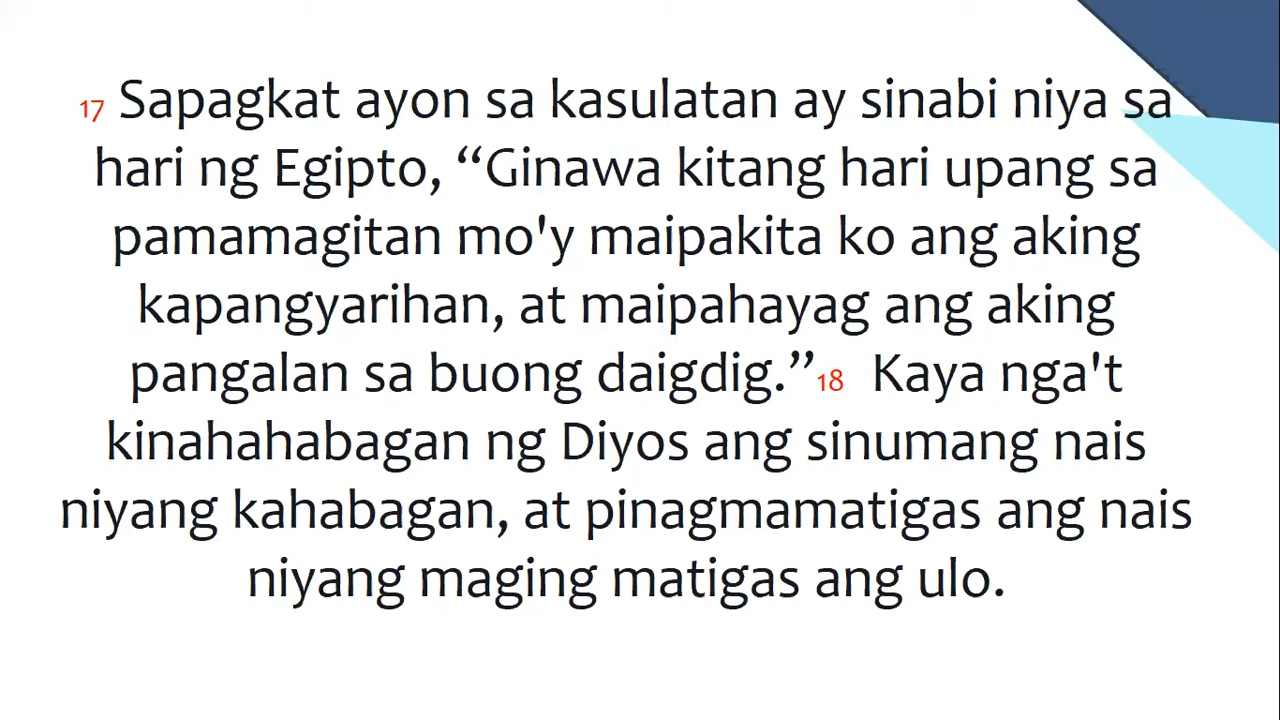 17 Sapagkat ayon sa kasulatan ay sinabi niya sa
hari ng Egipto, “Ginawa kitang hari upang sa
pamamagitan mo'y maipakita ko ang aking
kapangyarihan, at maipahayag ang aking
pangalan sa buong daigdig.”18 Kaya nga't
kinahahabagan ng Diyos ang sinumang nais
niyang kahabagan, at pinagmamatigas ang nais
niyang maging matigas ang ulo.